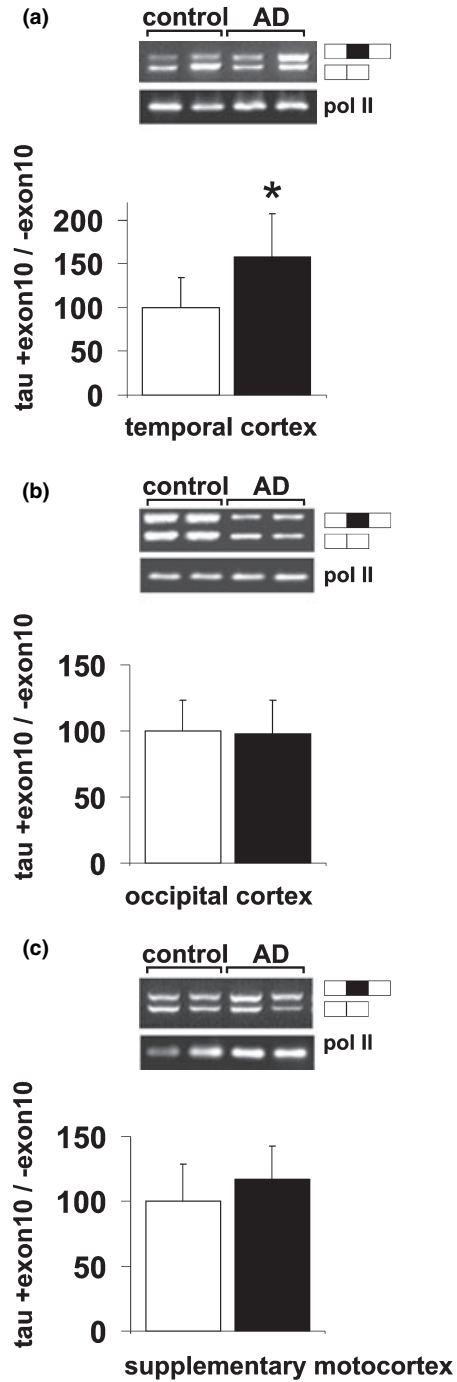 (a)
control AD
pol II
tau +exon10 / -exon10
200
150
100
50
0
*
temporal cortex
(b)
control AD
pol II
tau +exon10 / -exon10
150
100
50
0
occipital cortex
(c)
control AD
pol II
tau +exon10 / -exon10
150
100
50
0
supplementary motocortex